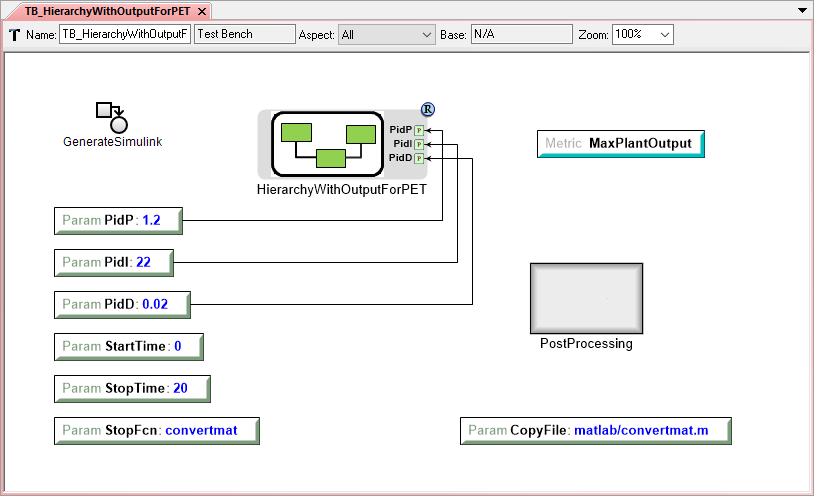 TB_HierarchyWithOutputForPET
Name: TB_HierarchyWithOutputF Test Bench Aspect: All Base: N/A Zoom: 100%
GenerateSimulink
R
PidP P
PidI P
PidD P
HierarchyWithOutputForPET
Metric MaxPlantOutput
Param PidP: 1.2
Param PidI: 22
Param PidD: 0.02
Param StartTime: 0
PostProcessing
Param StopTime: 20
Param StopFcn: convertmat
Param CopyFile: matlab/convertmat.m